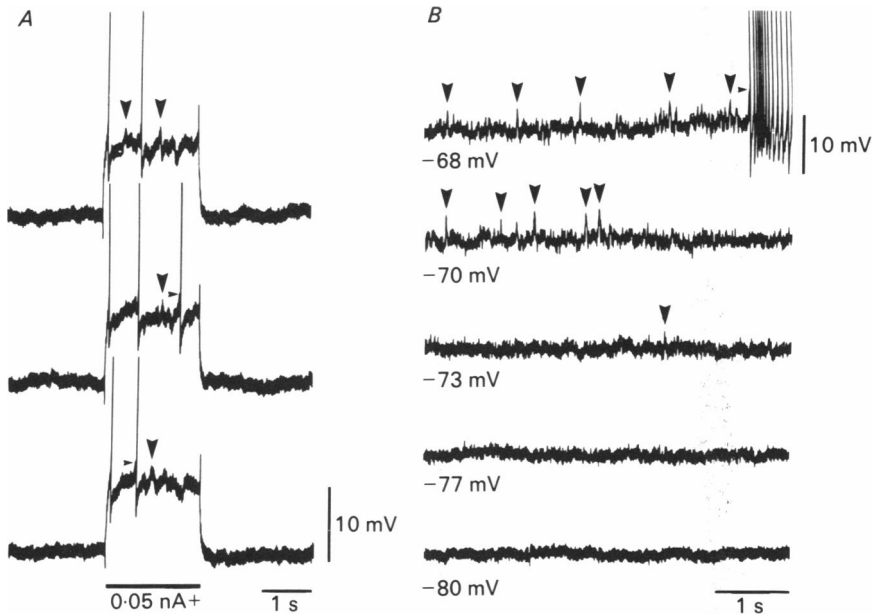 A
B
−68 mV
10 mV
−70 mV
−73 mV
−77 mV
10 mV
−80 mV
0·05 nA+
1 s
1 s